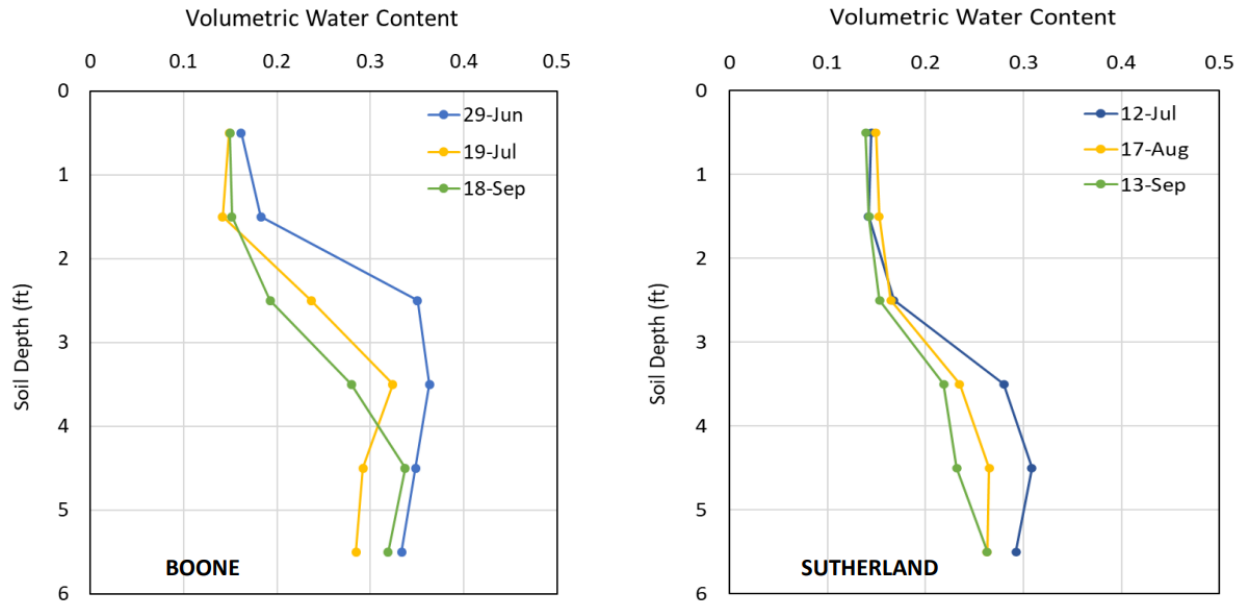 Volumetric Water Content
0 0.1 0.2 0.3 0.4 0.5
0
1
2
3
4
5
6
Soil Depth (ft)
29-Jun
19-Jul
18-Sep
BOONE
Volumetric Water Content
0 0.1 0.2 0.3 0.4 0.5
0
1
2
3
4
5
6
Soil Depth (ft)
12-Jul
17-Aug
13-Sep
SUTHERLAND